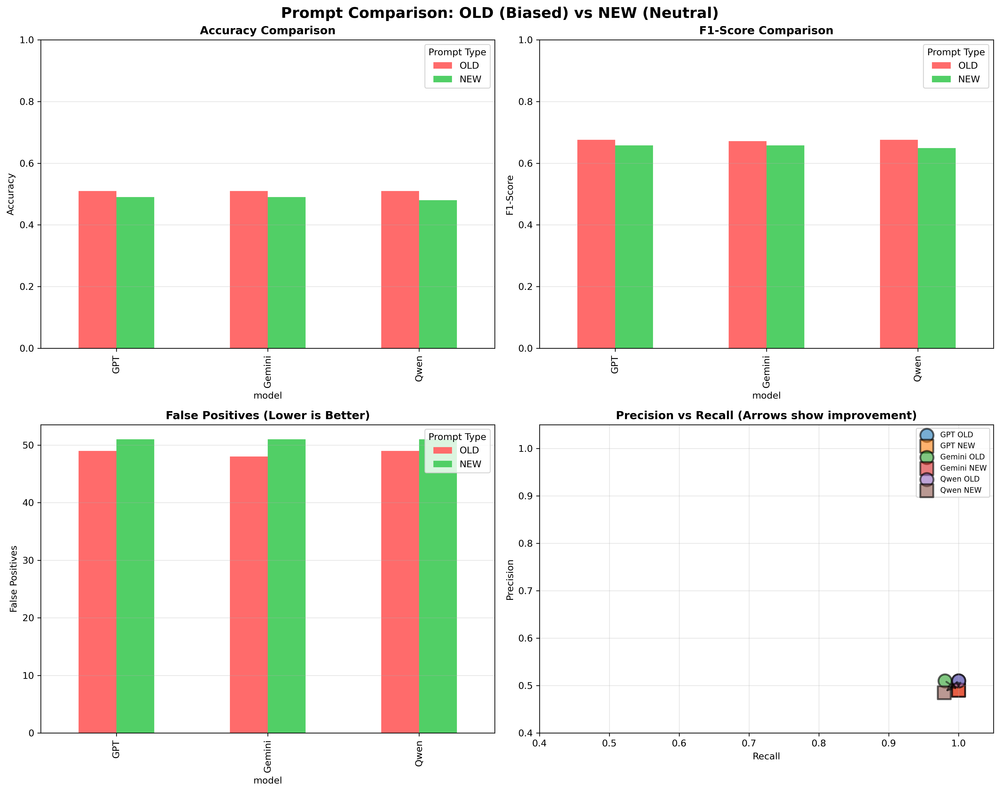 Prompt Comparison: OLD (Biased) vs NEW (Neutral)
Accuracy Comparison
1.0
0.8
0.6
0.4
0.2
0.0
Accuracy
Prompt Type
OLD
NEW
GPT
Gemini
Qwen
model
F1-Score Comparison
1.0
0.8
0.6
0.4
0.2
0.0
F1-Score
Prompt Type
OLD
NEW
GPT
Gemini
Qwen
model
False Positives (Lower is Better)
50
40
30
20
10
0
False Positives
Prompt Type
OLD
NEW
GPT
Gemini
Qwen
model
Precision vs Recall (Arrows show improvement)
1.0
0.9
0.8
0.7
0.6
0.5
0.4
Precision
GPT OLD
GPT NEW
Gemini OLD
Gemini NEW
Qwen OLD
Qwen NEW
0.4
0.5
0.6
0.7
0.8
0.9
1.0
Recall